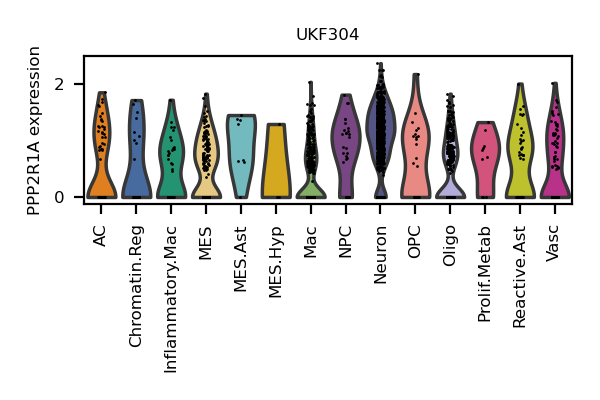 UKF304
PPP2R1A expression
2
0
AC
Chromatin.Reg
Inflammatory.Mac
MES
MES.Ast
MES.Hyp
Mac
NPC
Neuron
OPC
Oligo
Prolif.Metab
Reactive.Ast
Vasc